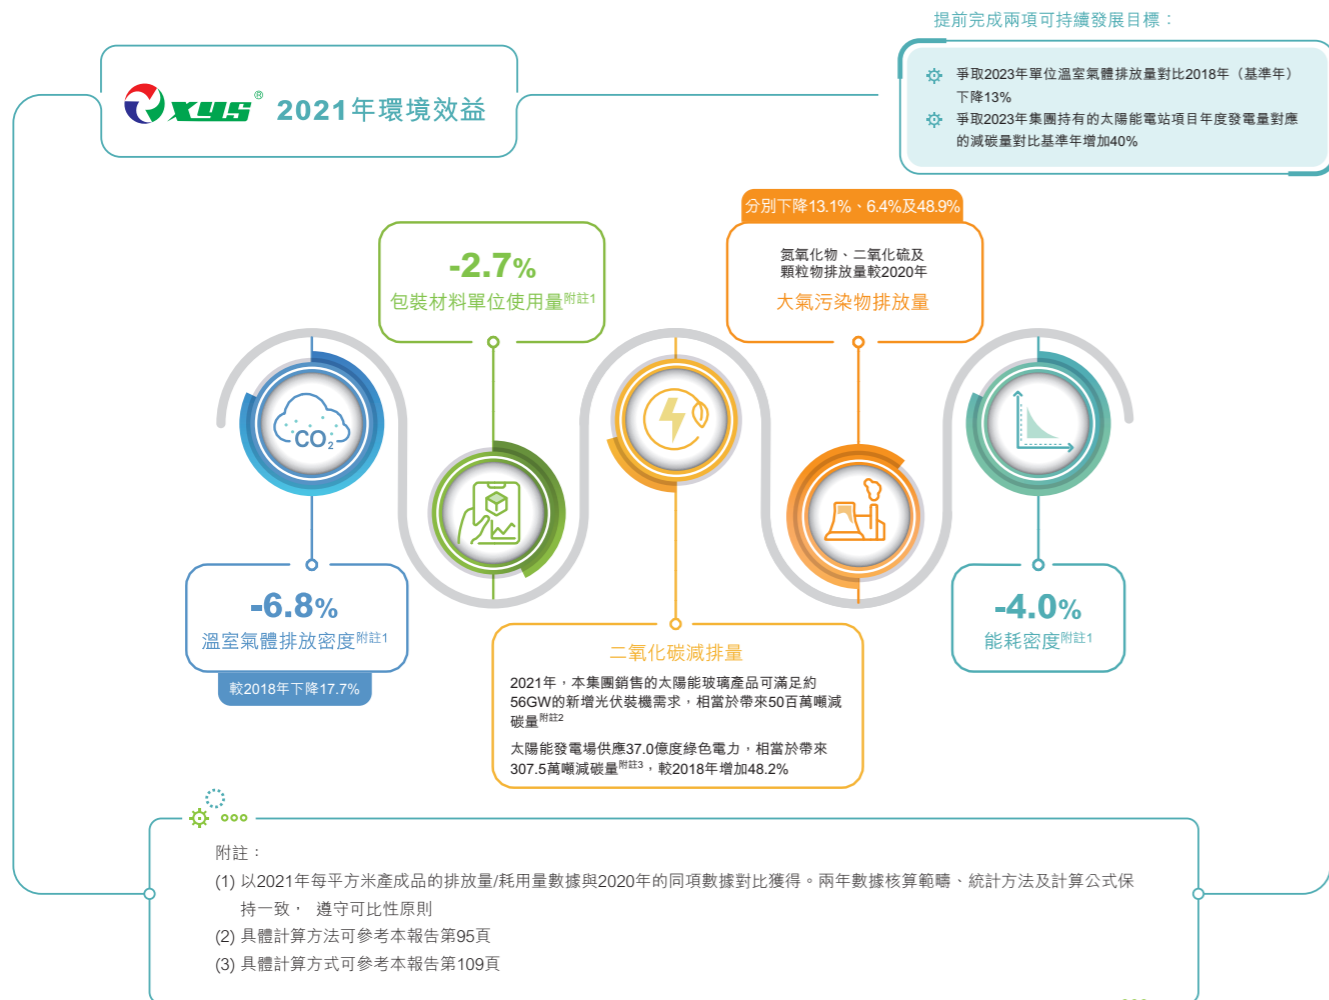 提前完成兩項可持續發展目標：
爭取2023年單位溫室氣體排放量對比2018年（基準年）
下降13%
爭取2023年集團持有的太陽能電站項目年度發電量對應
的減碳量對比基準年增加40%
XYS® 2021年環境效益
分別下降13.1%、6.4%及48.9%
氮氧化物、二氧化硫及
顆粒物排放量較2020年
大氣污染物排放量
-2.7%
包裝材料單位使用量附註1
CO2
-6.8%
溫室氣體排放密度附註1
較2018年下降17.7%
二氧化碳減排量
2021年，本集團銷售的太陽能玻璃產品可滿足約
56GW的新增光伏裝機需求，相當於帶來50百萬噸減
碳量附註2
太陽能發電場供應37.0億度綠色電力，相當於帶來
307.5萬噸減碳量附註3，較2018年增加48.2%
-4.0%
能耗密度附註1
附註：
(1) 以2021年每平方米產成品的排放量/耗用量數據與2020年的同項數據對比獲得。兩年數據核算範疇、統計方法及計算公式保
持一致， 遵守可比性原則
(2) 具體計算方法可參考本報告第95頁
(3) 具體計算方式可參考本報告第109頁